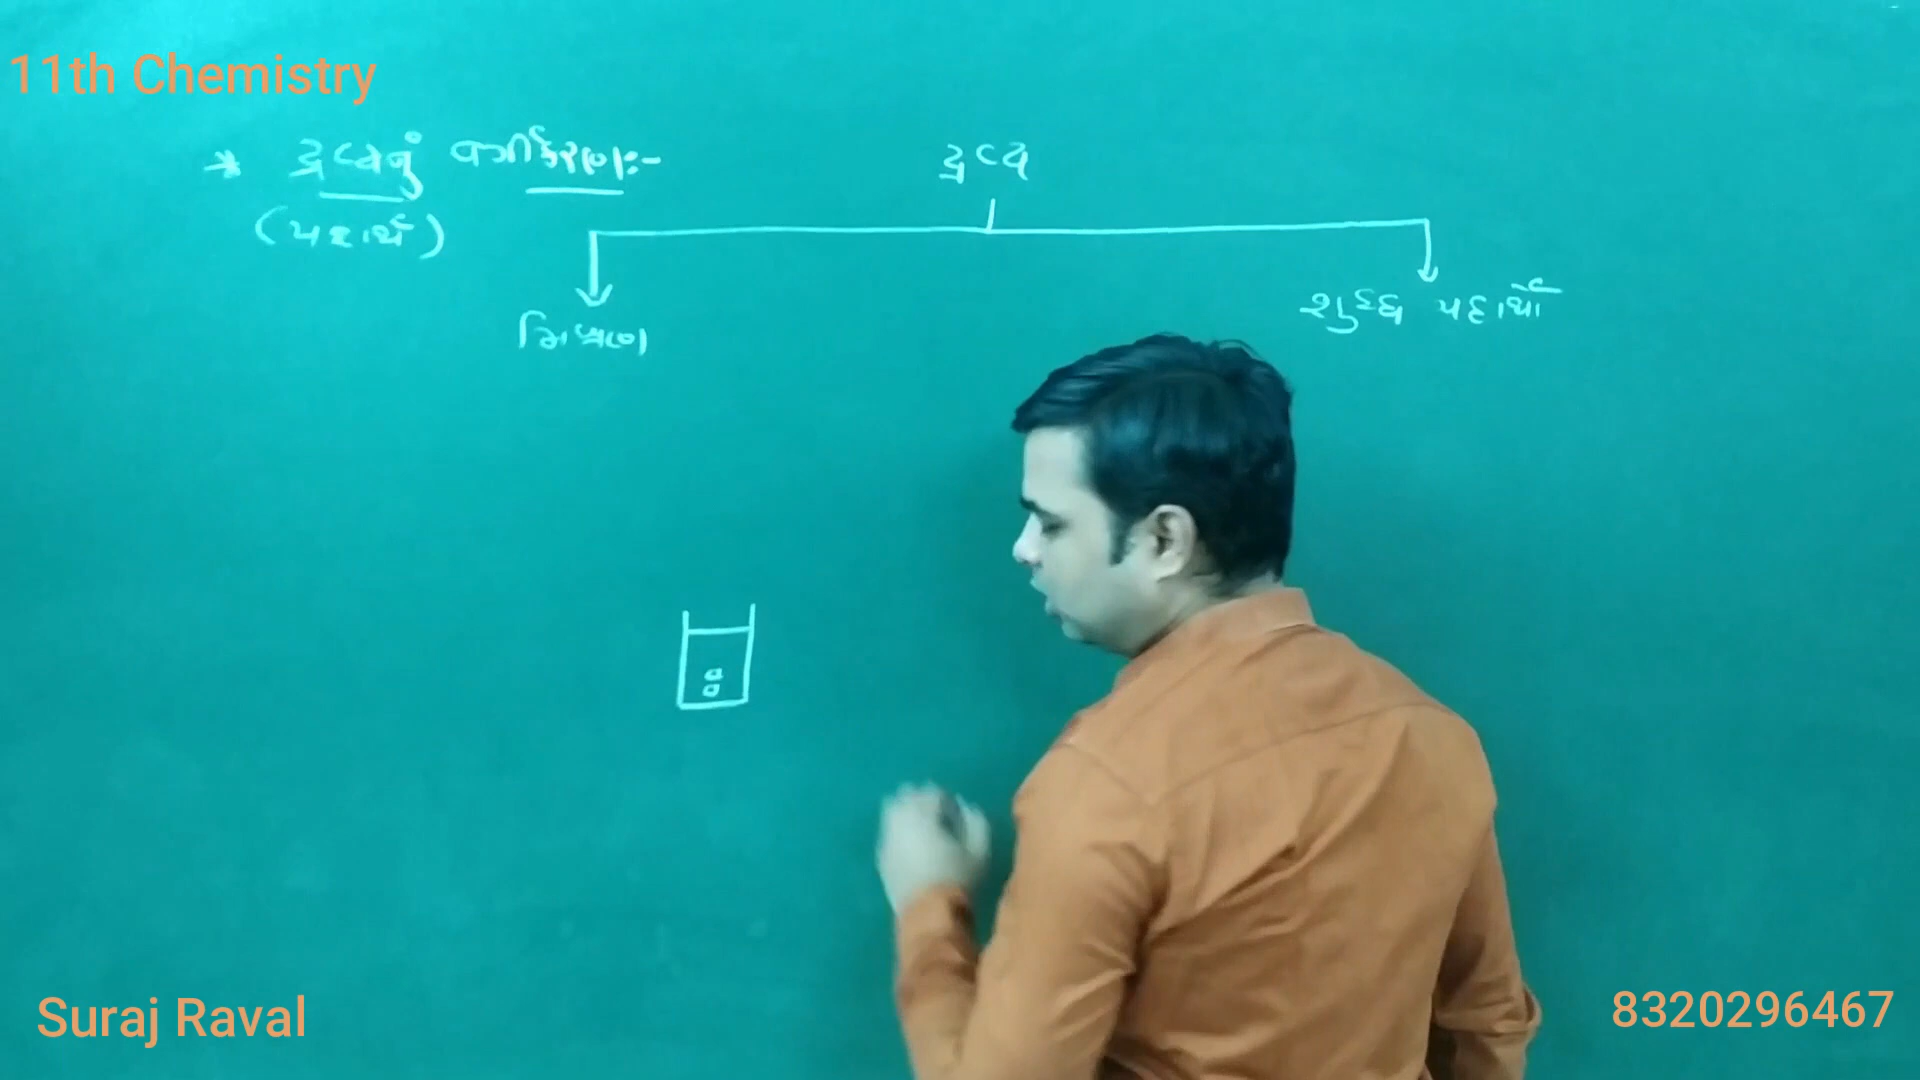 11th Chemistry
* દ્રવ્યનું વર્ગીકરણ:-
(પદાર્થ)
દ્રવ્ય
મિશ્રણ
શુદ્ધ પદાર્થો
Suraj Raval
8320296467